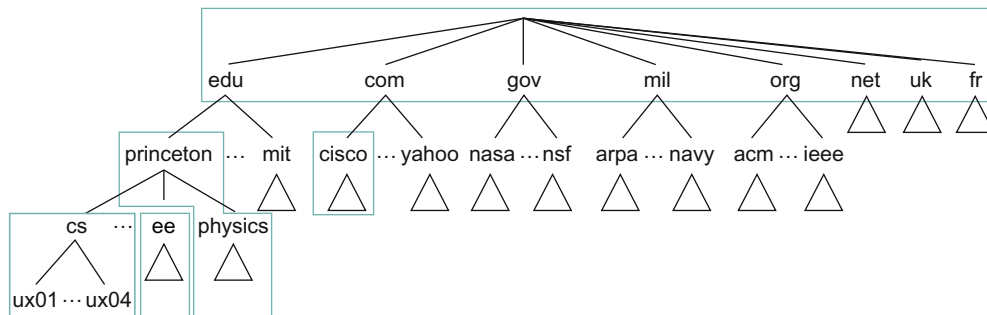 edu com gov mil org net uk fr
princeton … mit cisco … yahoo nasa … nsf arpa … navy acm … ieee
cs … ee physics
ux01 … ux04